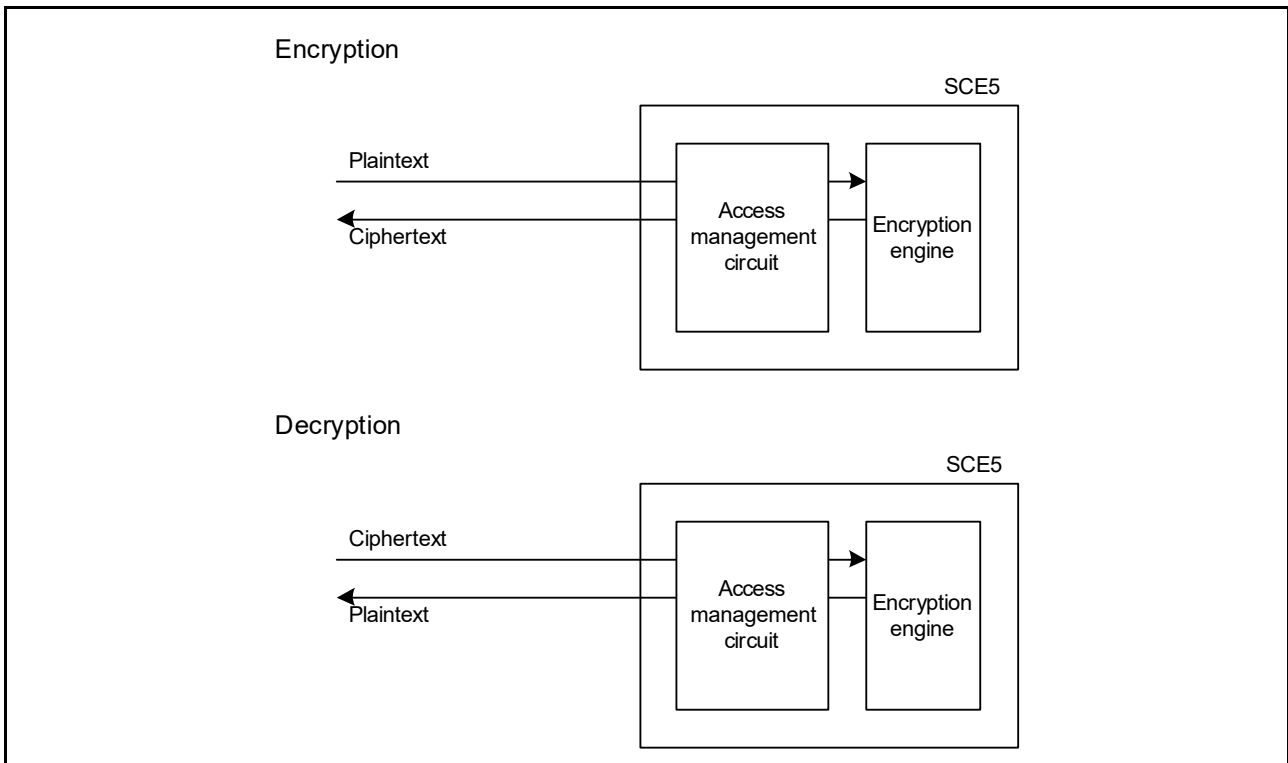 Encryption
SCE5
Plaintext
Ciphertext
Access
management
circuit
Encryption
engine
Decryption
SCE5
Ciphertext
Plaintext
Access
management
circuit
Encryption
engine